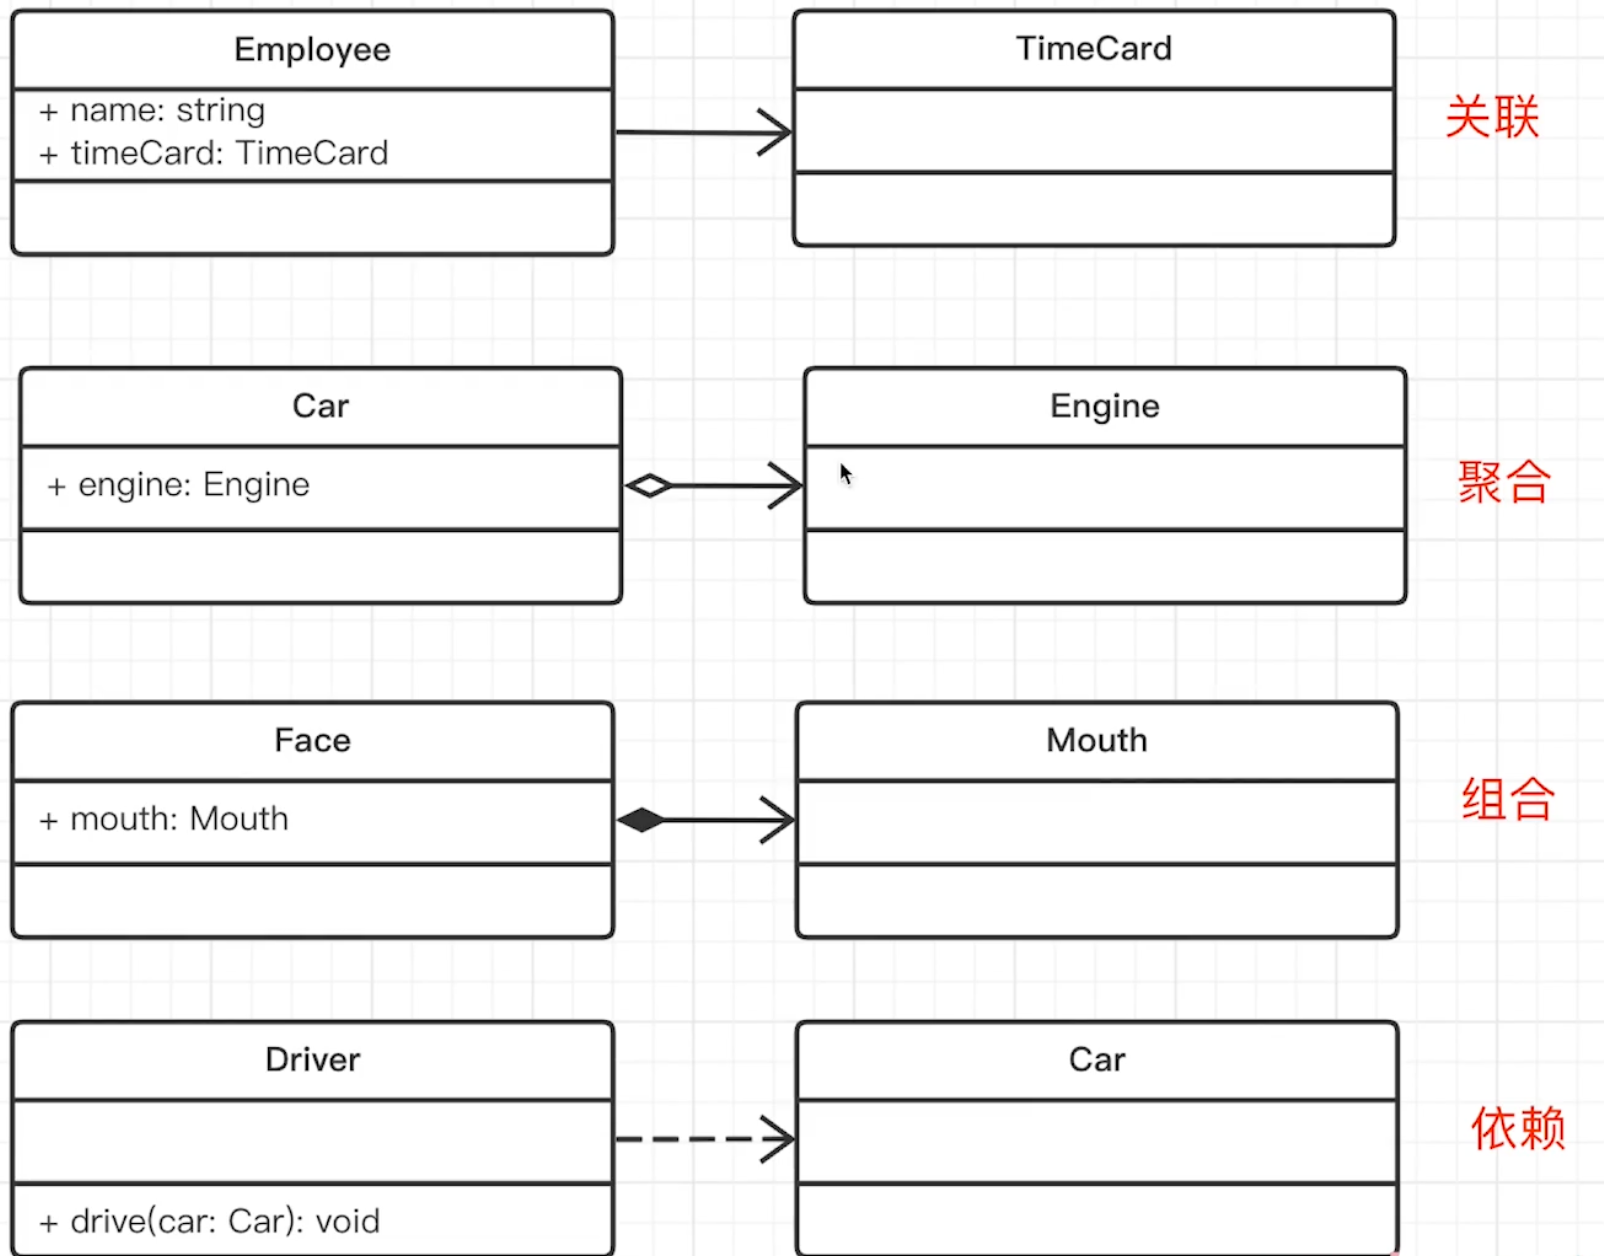 Employee
+ name: string
+ timeCard: TimeCard
TimeCard
关联
Car
+ engine: Engine
Engine
聚合
Face
+ mouth: Mouth
Mouth
组合
Driver
+ drive(car: Car): void
Car
依赖